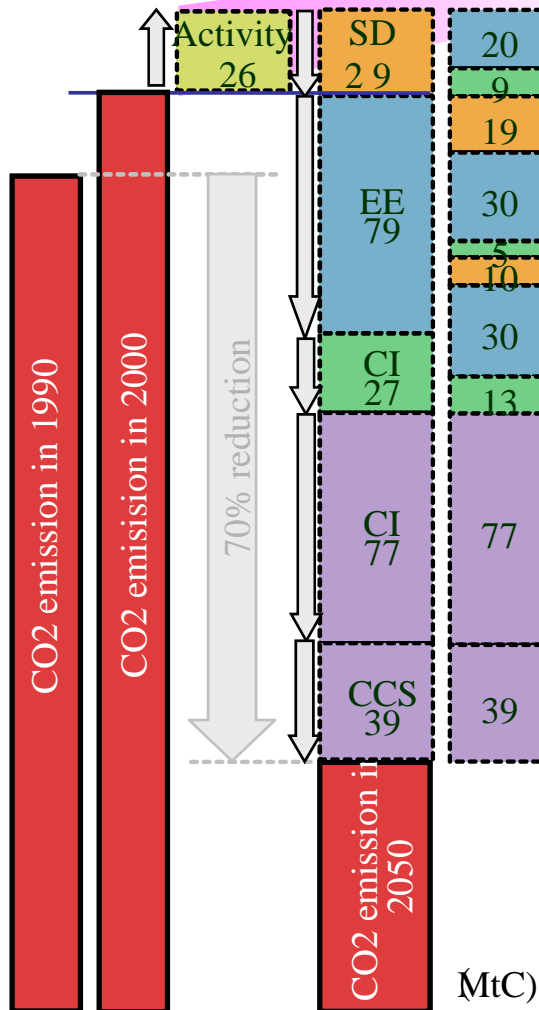 Activity
26
SD
2 9
20
9
19
EE
79
30
5
10
30
CI
27
13
CI
77
77
CCS
39
39
CO2 emission in 1990
CO2 emisision in 2000
70% reduction
CO2 emission in
2050
(MtC)